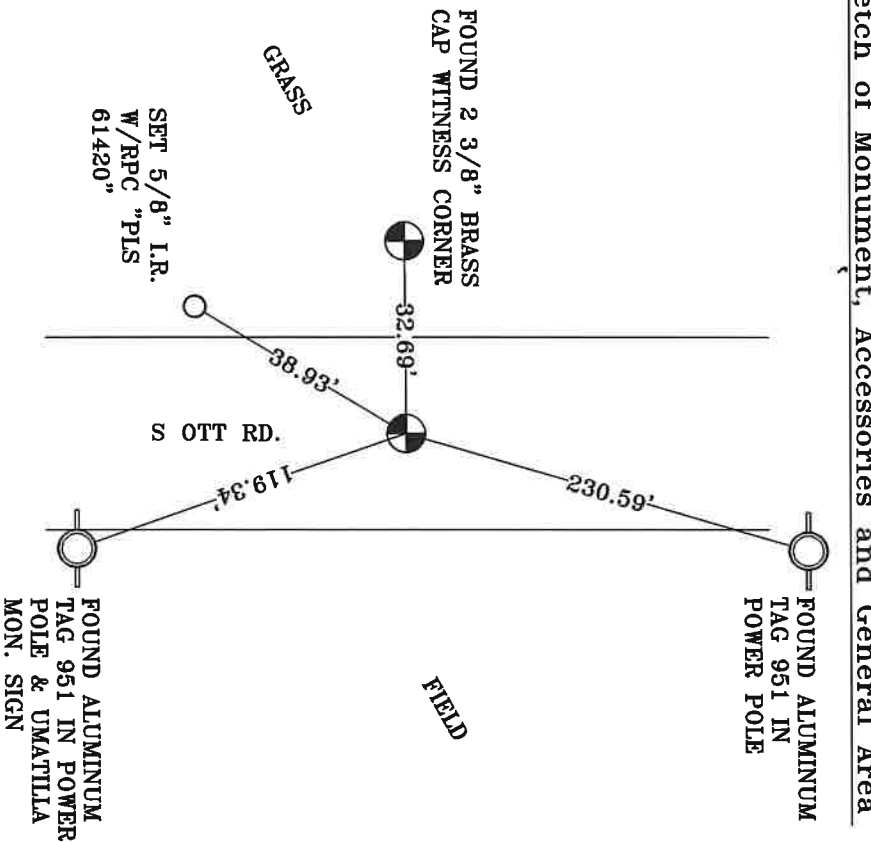 etch of Monument, Accessories and General Area
FOUND 2 3/8" BRASS
CAP WITNESS CORNER
GRASS
SET 5/8" I.R.
W/RPC "PLS
61420"
32.69'
38.93'
S OTT RD.
119.34'
230.59'
FOUND ALUMINUM
TAG 951 IN
POWER POLE
FIELD
FOUND ALUMINUM
TAG 951 IN POWER
POLE & UMATILLA
MON. SIGN